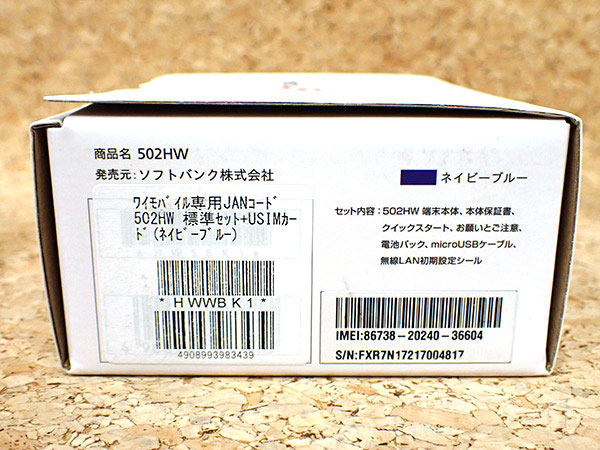 商品名 502HW
発売元:ソフトバンク株式会社
ネイビーブルー
ワイモバイル専用JANコード
502HW 標準セット+USIMカー
ド(ネイビーブルー)
* HWWBK1 *
4908993983439
セット内容:502HW 端末本体、本体保証書、
クイックスタート、お願いとご注意、
電池パック、microUSBケーブル、
無線LAN初期設定シール
IMEI:86738-20240-36604
S/N:FXR7N17217004817